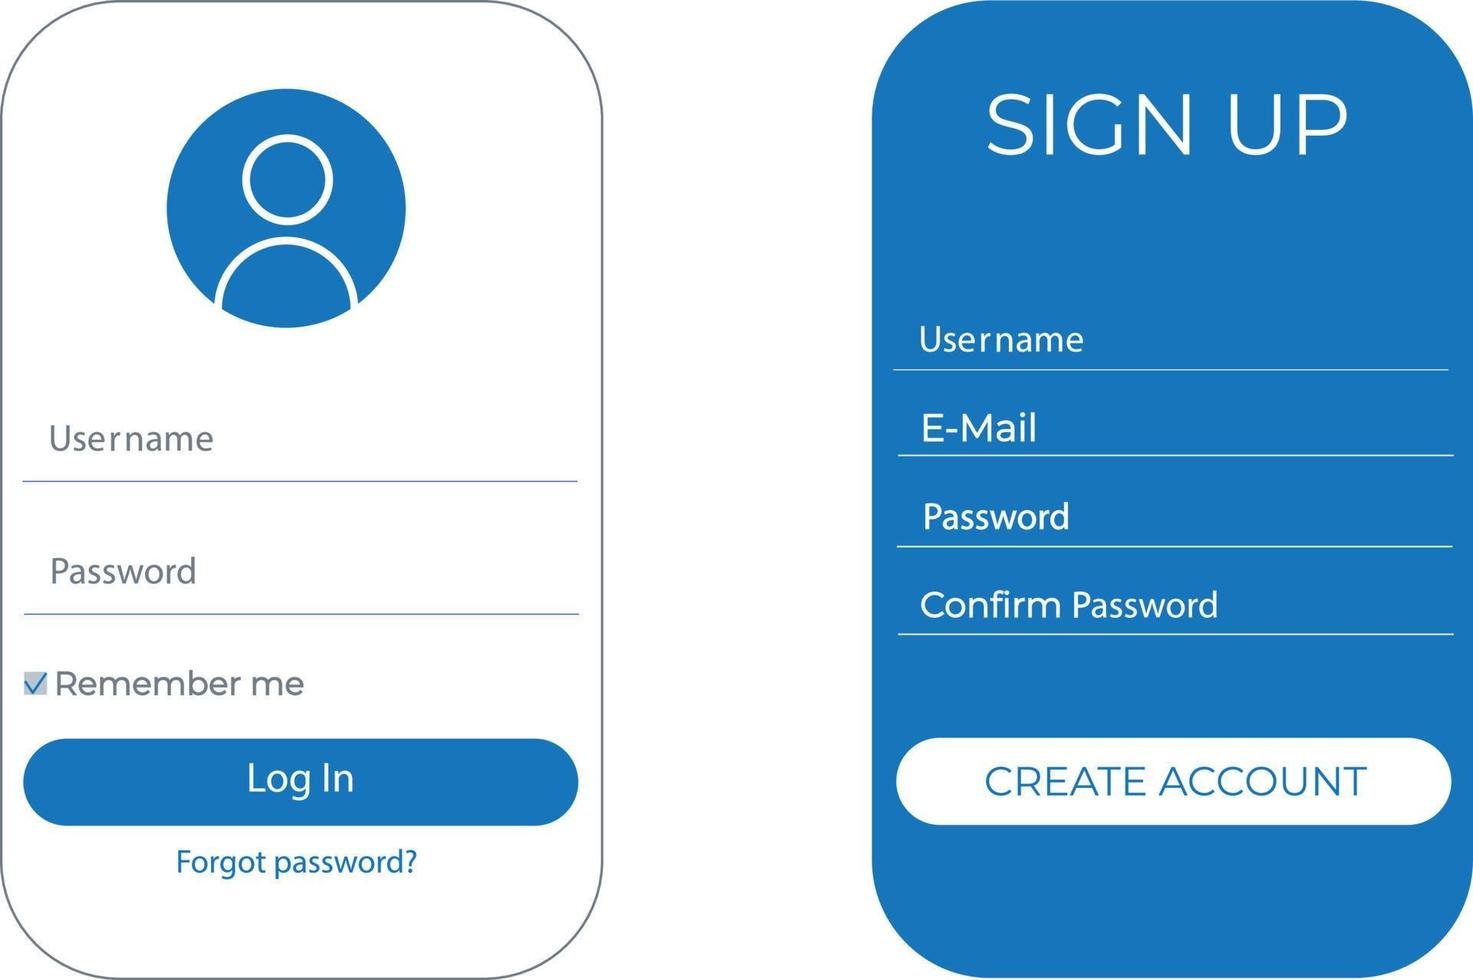 Username
Password
Remember me
Log In
Forgot password?
SIGN UP
Username
E-Mail
Password
Confirm Password
CREATE ACCOUNT